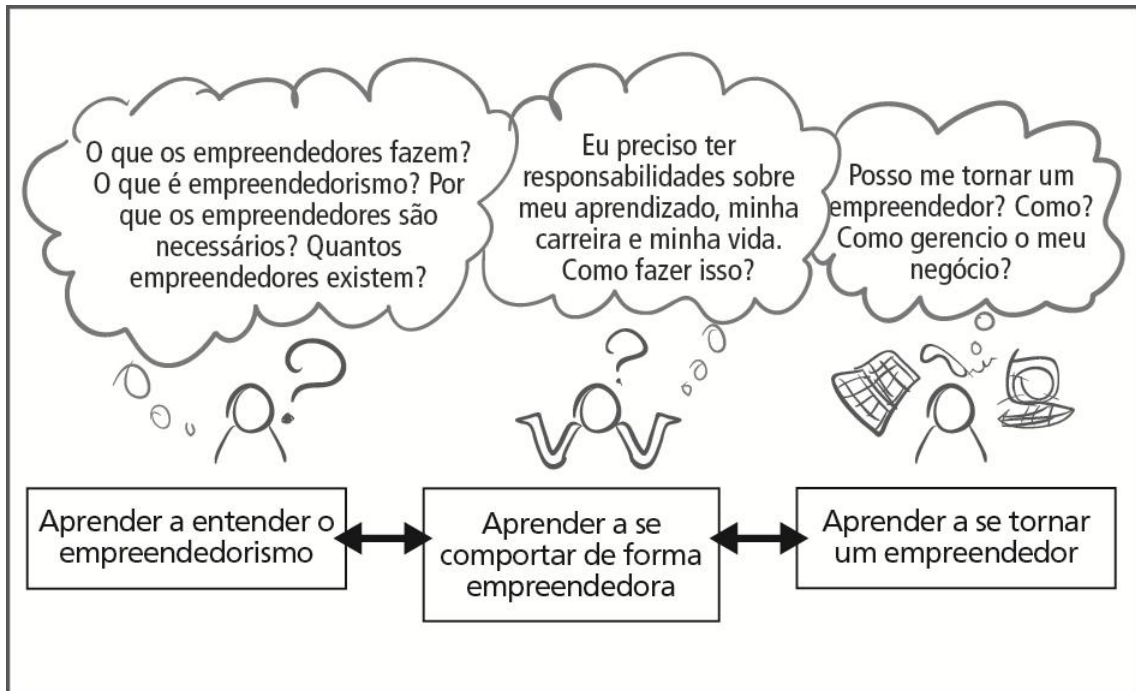 O que os empreendedores fazem?
O que é empreendedorismo? Por
que os empreendedores são
necessários? Quantos
empreendedores existem?
Eu preciso ter
responsabilidades sobre
meu aprendizado, minha
carreira e minha vida.
Como fazer isso?
Posso me tornar um
empreendedor? Como?
Como gerencio o meu
negócio?
Aprender a entender o
empreendedorismo
Aprender a se
comportar de forma
empreendedora
Aprender a se tornar
um empreendedor